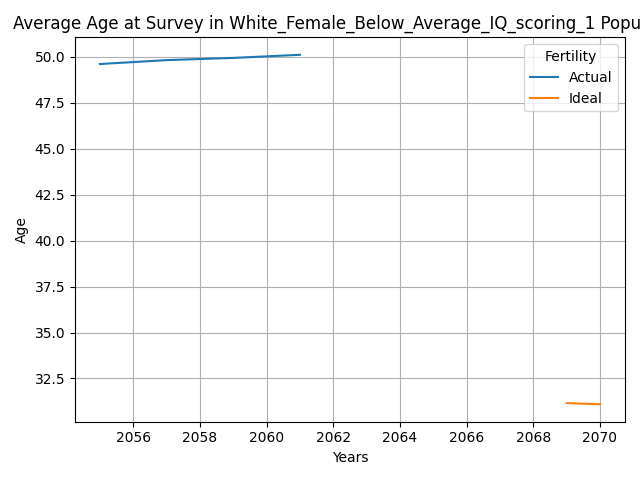 Average Age at Survey in White_Female_Below_Average_IQ_scoring_1 Popu
Fertility
Actual
Ideal
50.0
47.5
45.0
42.5
40.0
37.5
35.0
32.5
Age
2056 2058 2060 2062 2064 2066 2068 2070
Years